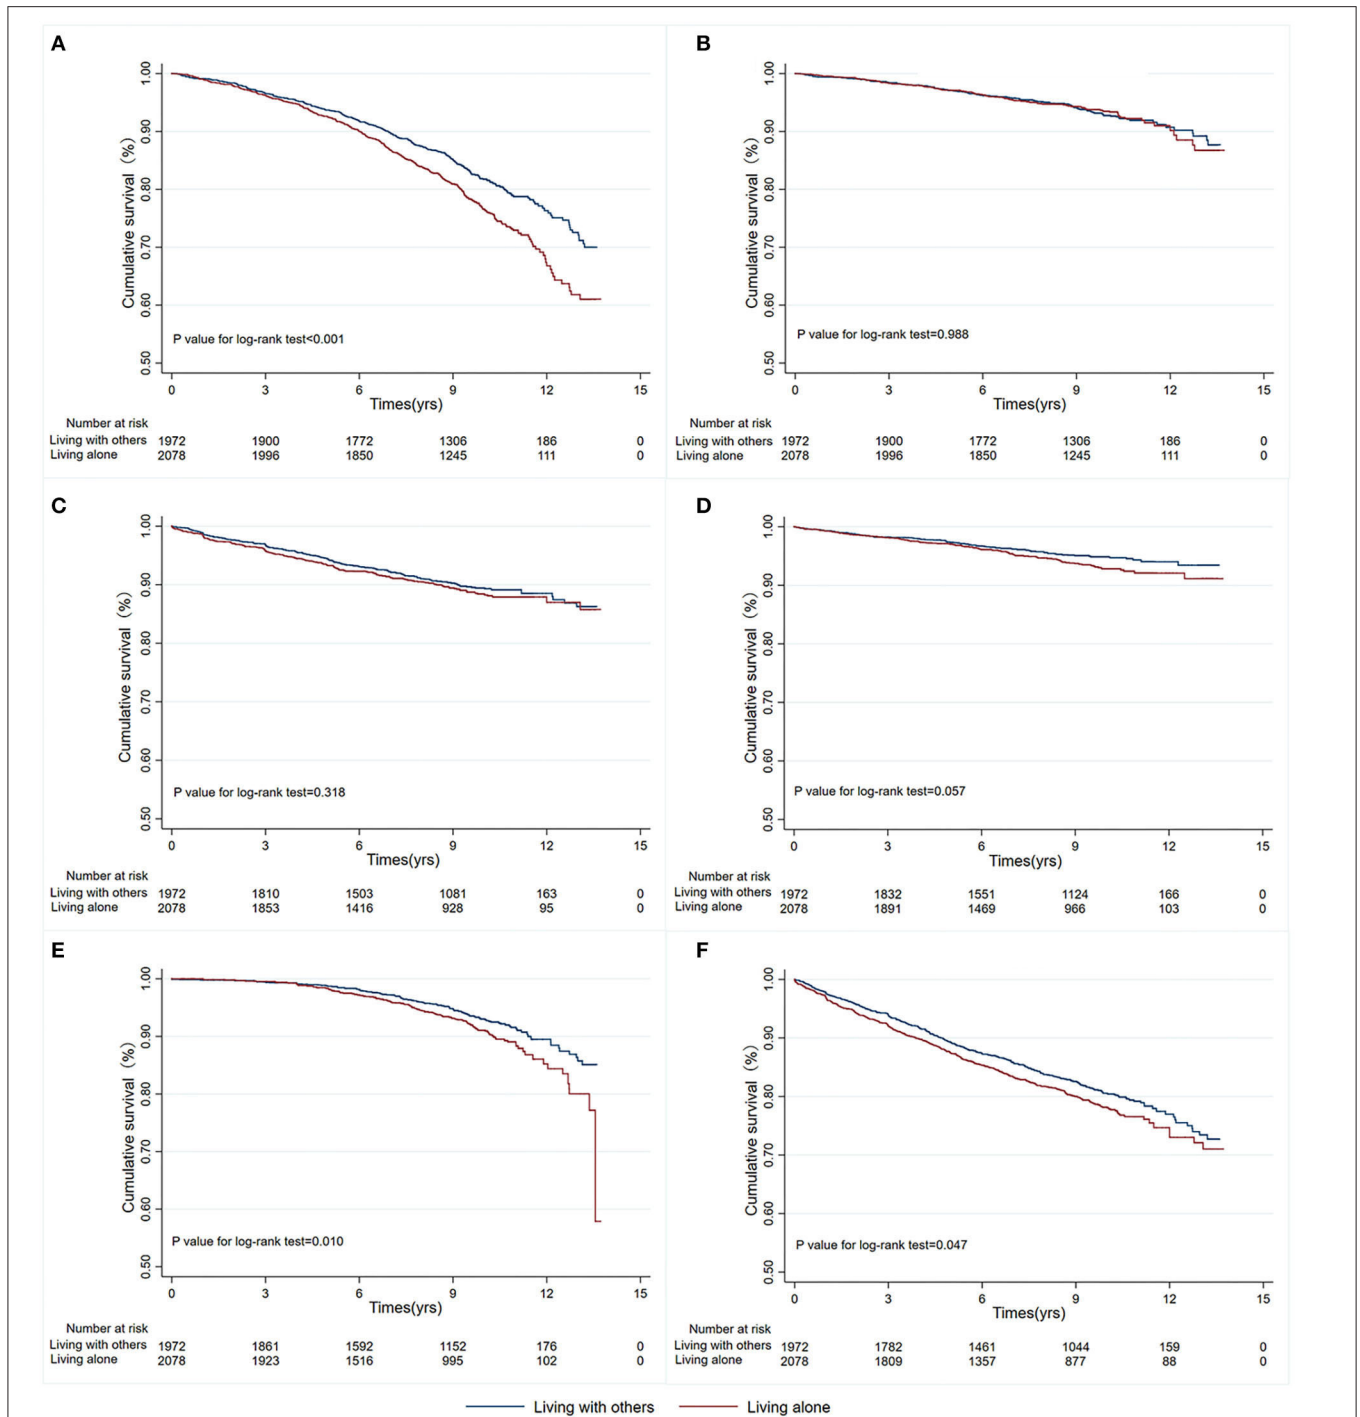 A
Cumulative survival (%)
1.00
0.90
0.80
0.70
0.60
0.50
P value for log-rank test<0.001
0 3 6 9 12 15
Times(yrs)
Number at risk
Living with others 1972 1900 1772 1306 186 0
Living alone 2078 1996 1850 1245 111 0
B
Cumulative survival (%)
1.00
0.90
0.80
0.70
0.60
0.50
P value for log-rank test=0.988
0 3 6 9 12 15
Times(yrs)
Number at risk
Living with others 1972 1900 1772 1306 186 0
Living alone 2078 1996 1850 1245 111 0
C
Cumulative survival (%)
1.00
0.90
0.80
0.70
0.60
0.50
P value for log-rank test=0.318
0 3 6 9 12 15
Times(yrs)
Number at risk
Living with others 1972 1810 1503 1081 163 0
Living alone 2078 1853 1416 928 95 0
D
Cumulative survival (%)
1.00
0.90
0.80
0.70
0.60
0.50
P value for log-rank test=0.057
0 3 6 9 12 15
Times(yrs)
Number at risk
Living with others 1972 1832 1551 1124 166 0
Living alone 2078 1891 1469 966 103 0
E
Cumulative survival (%)
1.00
0.90
0.80
0.70
0.60
0.50
P value for log-rank test=0.010
0 3 6 9 12 15
Times(yrs)
Number at risk
Living with others 1972 1861 1592 1152 176 0
Living alone 2078 1923 1516 995 102 0
F
Cumulative survival (%)
1.00
0.90
0.80
0.70
0.60
0.50
P value for log-rank test=0.047
0 3 6 9 12 15
Times(yrs)
Number at risk
Living with others 1972 1782 1461 1044 159 0
Living alone 2078 1809 1357 877 88 0
Living with others Living alone